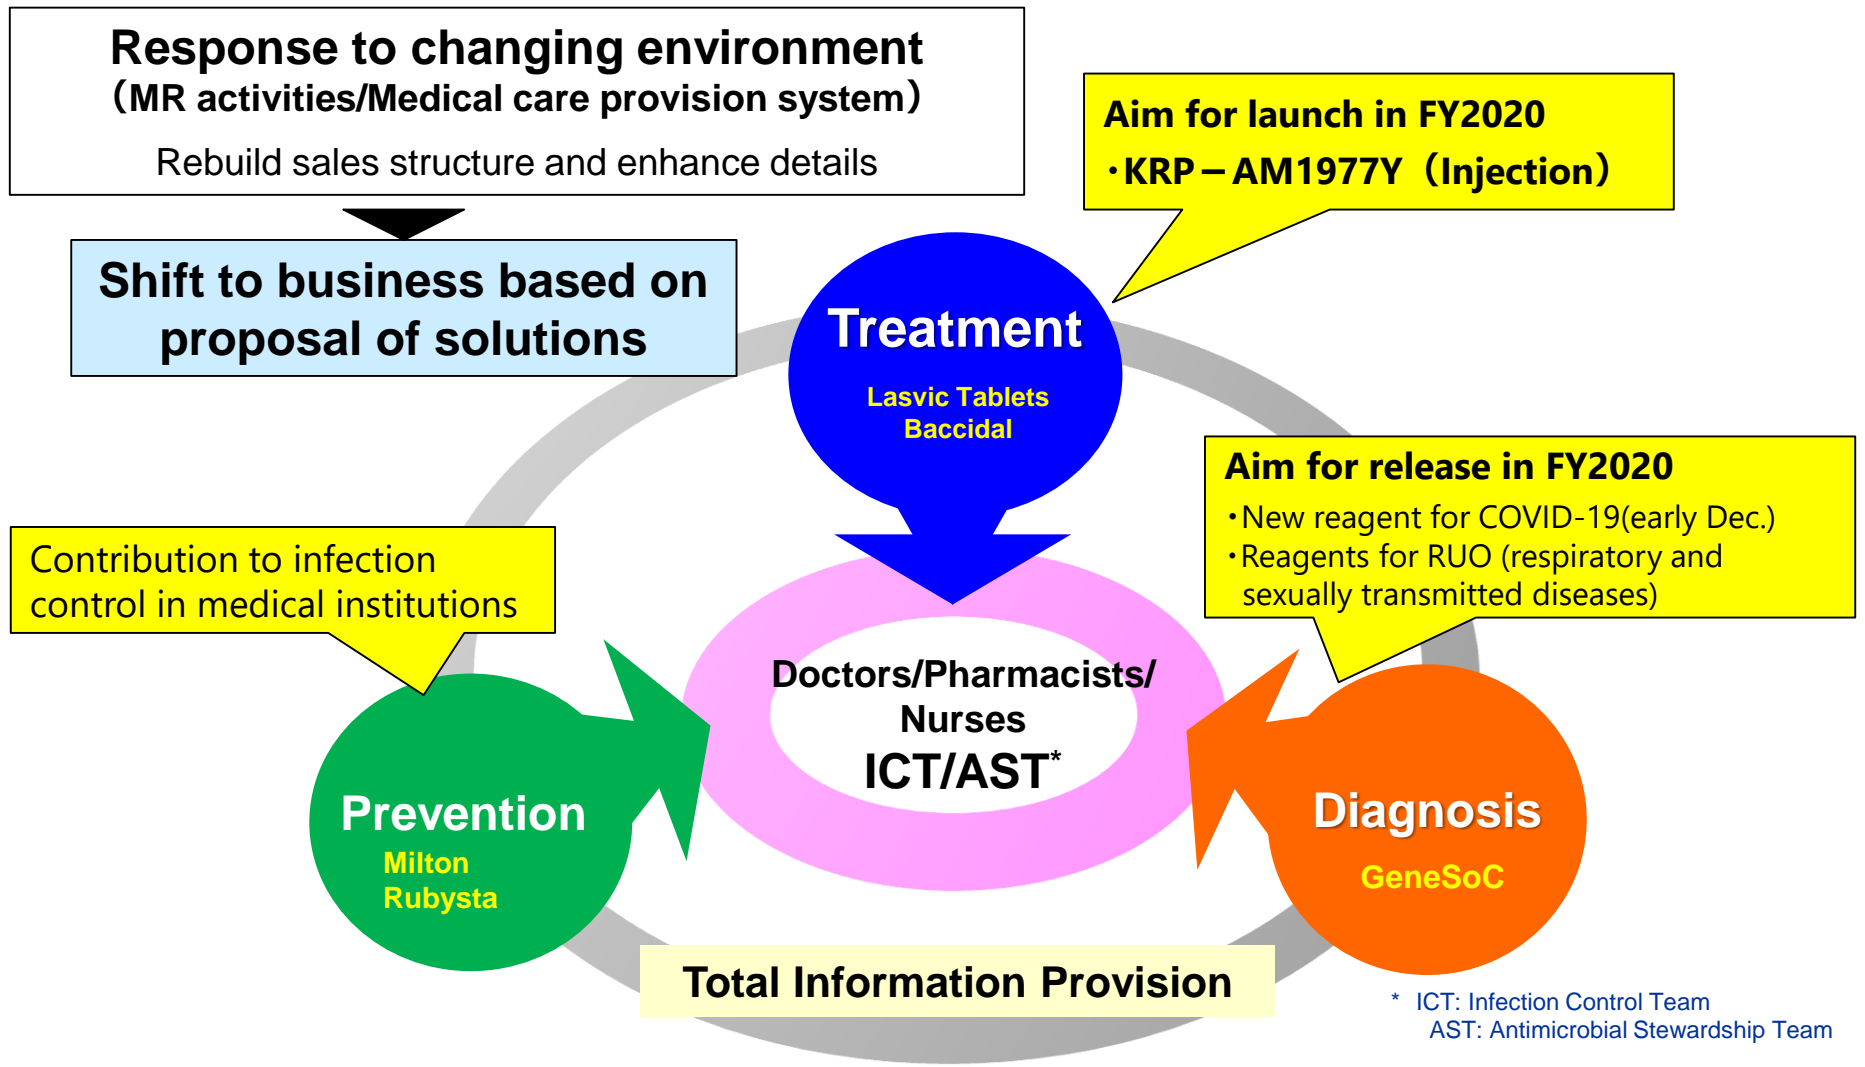 Response to changing environment
（MR activities/Medical care provision system）
Rebuild sales structure and enhance details
Shift to business based on
proposal of solutions
Aim for launch in FY2020
・KRP－AM1977Y（Injection）
Treatment
Lasvic Tablets
Baccidal
Aim for release in FY2020
・New reagent for COVID-19(early Dec.)
・Reagents for RUO (respiratory and
sexually transmitted diseases)
Contribution to infection
control in medical institutions
Doctors/Pharmacists/
Nurses
ICT/AST*
Prevention
Milton
Rubysta
Diagnosis
GeneSoC
Total Information Provision
* ICT: Infection Control Team
AST: Antimicrobial Stewardship Team